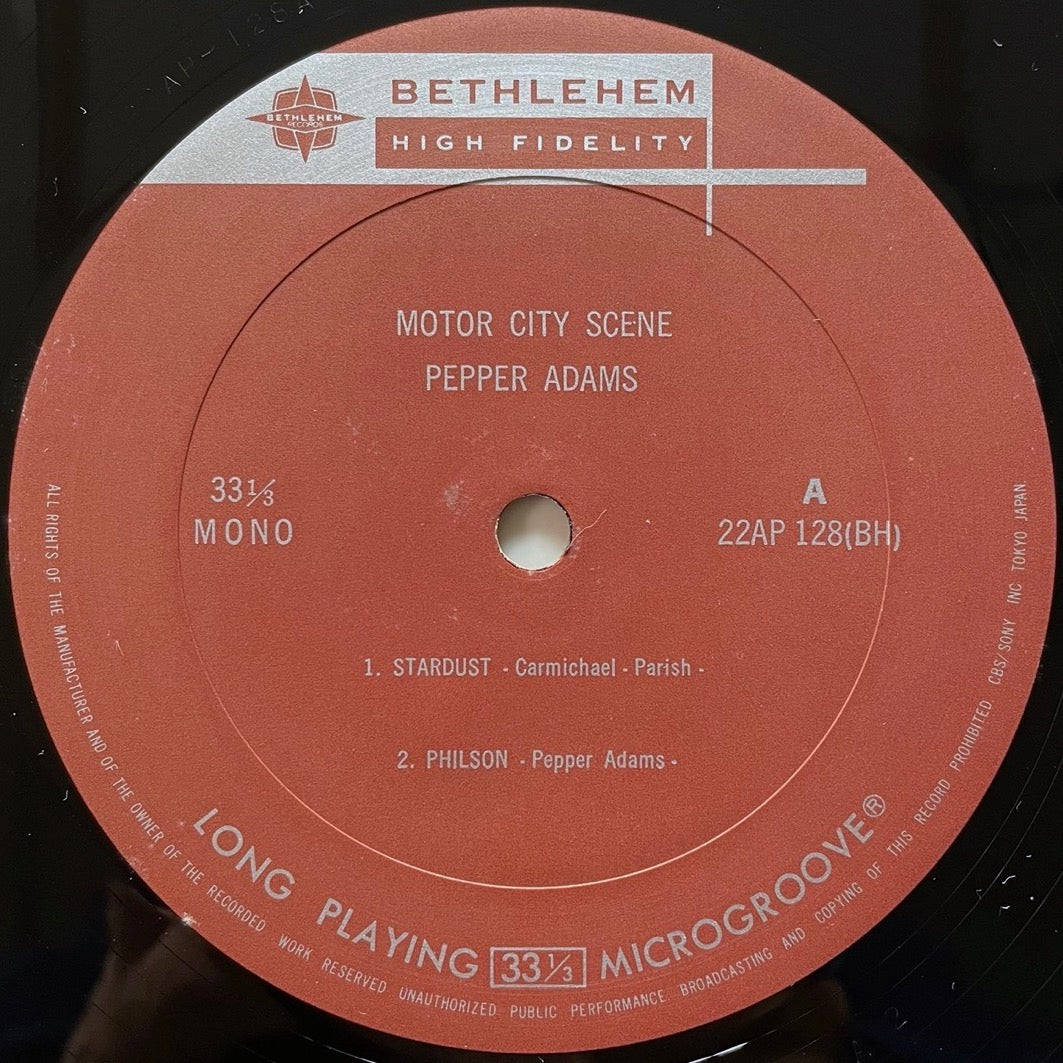 AP-128A
BETHLEHEM
RECORDS
BETHLEHEM
HIGH FIDELITY
MOTOR CITY SCENE
PEPPER ADAMS
33⅓
MONO
A
22AP 128(BH)
1. STARDUST - Carmichael - Parish -
2. PHILSON - Pepper Adams -
LONG PLAYING 33⅓ MICROGROOVE®
ALL RIGHTS OF THE MANUFACTURER AND OF THE OWNER OF THE RECORDED WORK RESERVED UNAUTHORIZED PUBLIC PERFORMANCE. BROADCASTING AND COPYING OF THIS RECORD PROHIBITED CBS/SONY INC TOKYO JAPAN